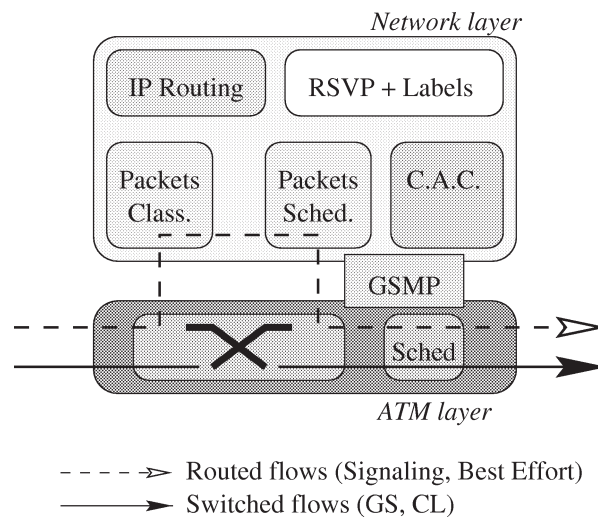 Network layer
IP Routing
RSVP + Labels
Packets
Class.
Packets
Sched.
C.A.C.
GSMP
Sched
ATM layer
Routed flows (Signaling, Best Effort)
Switched flows (GS, CL)